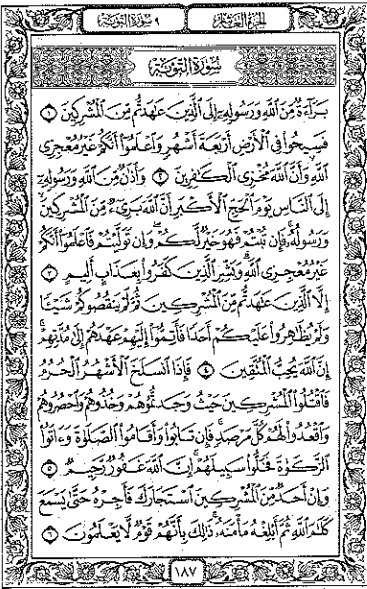 الجزء العاشر ٩ سورة التوبة
سورة التوبة
بَرَآءَةٌ مِّنَ ٱللَّهِ وَرَسُولِهِۦٓ إِلَى ٱلَّذِينَ عَٰهَدتُّم مِّنَ ٱلْمُشْرِكِينَ ۝١
فَسِيحُوا۟ فِى ٱلْأَرْضِ أَرْبَعَةَ أَشْهُرٍ وَٱعْلَمُوٓا۟ أَنَّكُمْ غَيْرُ مُعْجِزِى
ٱللَّهِ وَأَنَّ ٱللَّهَ مُخْزِى ٱلْكَٰفِرِينَ ۝٢ وَأَذَٰنٌ مِّنَ ٱللَّهِ وَرَسُولِهِۦٓ
إِلَى ٱلنَّاسِ يَوْمَ ٱلْحَجِّ ٱلْأَكْبَرِ أَنَّ ٱللَّهَ بَرِىٓءٌ مِّنَ ٱلْمُشْرِكِينَ
وَرَسُولُهُۥ فَإِن تُبْتُمْ فَهُوَ خَيْرٌ لَّكُمْ وَإِن تَوَلَّيْتُمْ فَٱعْلَمُوٓا۟ أَنَّكُمْ
غَيْرُ مُعْجِزِى ٱللَّهِ وَبَشِّرِ ٱلَّذِينَ كَفَرُوا۟ بِعَذَابٍ أَلِيمٍ ۝٣
إِلَّا ٱلَّذِينَ عَٰهَدتُّم مِّنَ ٱلْمُشْرِكِينَ ثُمَّ لَمْ يَنقُصُوكُمْ شَيْـًٔا
وَلَمْ يُظَٰهِرُوا۟ عَلَيْكُمْ أَحَدًا فَأَتِمُّوٓا۟ إِلَيْهِمْ عَهْدَهُمْ إِلَىٰ مُدَّتِهِمْ
إِنَّ ٱللَّهَ يُحِبُّ ٱلْمُتَّقِينَ ۝٤ فَإِذَا ٱنسَلَخَ ٱلْأَشْهُرُ ٱلْحُرُمُ
فَٱقْتُلُوا۟ ٱلْمُشْرِكِينَ حَيْثُ وَجَدتُّمُوهُمْ وَخُذُوهُمْ وَٱحْصُرُوهُمْ
وَٱقْعُدُوا۟ لَهُمْ كُلَّ مَرْصَدٍ فَإِن تَابُوا۟ وَأَقَامُوا۟ ٱلصَّلَوٰةَ وَءَاتَوُا۟
ٱلزَّكَوٰةَ فَخَلُّوا۟ سَبِيلَهُمْ إِنَّ ٱللَّهَ غَفُورٌ رَّحِيمٌ ۝٥
وَإِنْ أَحَدٌ مِّنَ ٱلْمُشْرِكِينَ ٱسْتَجَارَكَ فَأَجِرْهُ حَتَّىٰ يَسْمَعَ
كَلَٰمَ ٱللَّهِ ثُمَّ أَبْلِغْهُ مَأْمَنَهُۥ ذَٰلِكَ بِأَنَّهُمْ قَوْمٌ لَّا يَعْلَمُونَ ۝٦
١٨٧